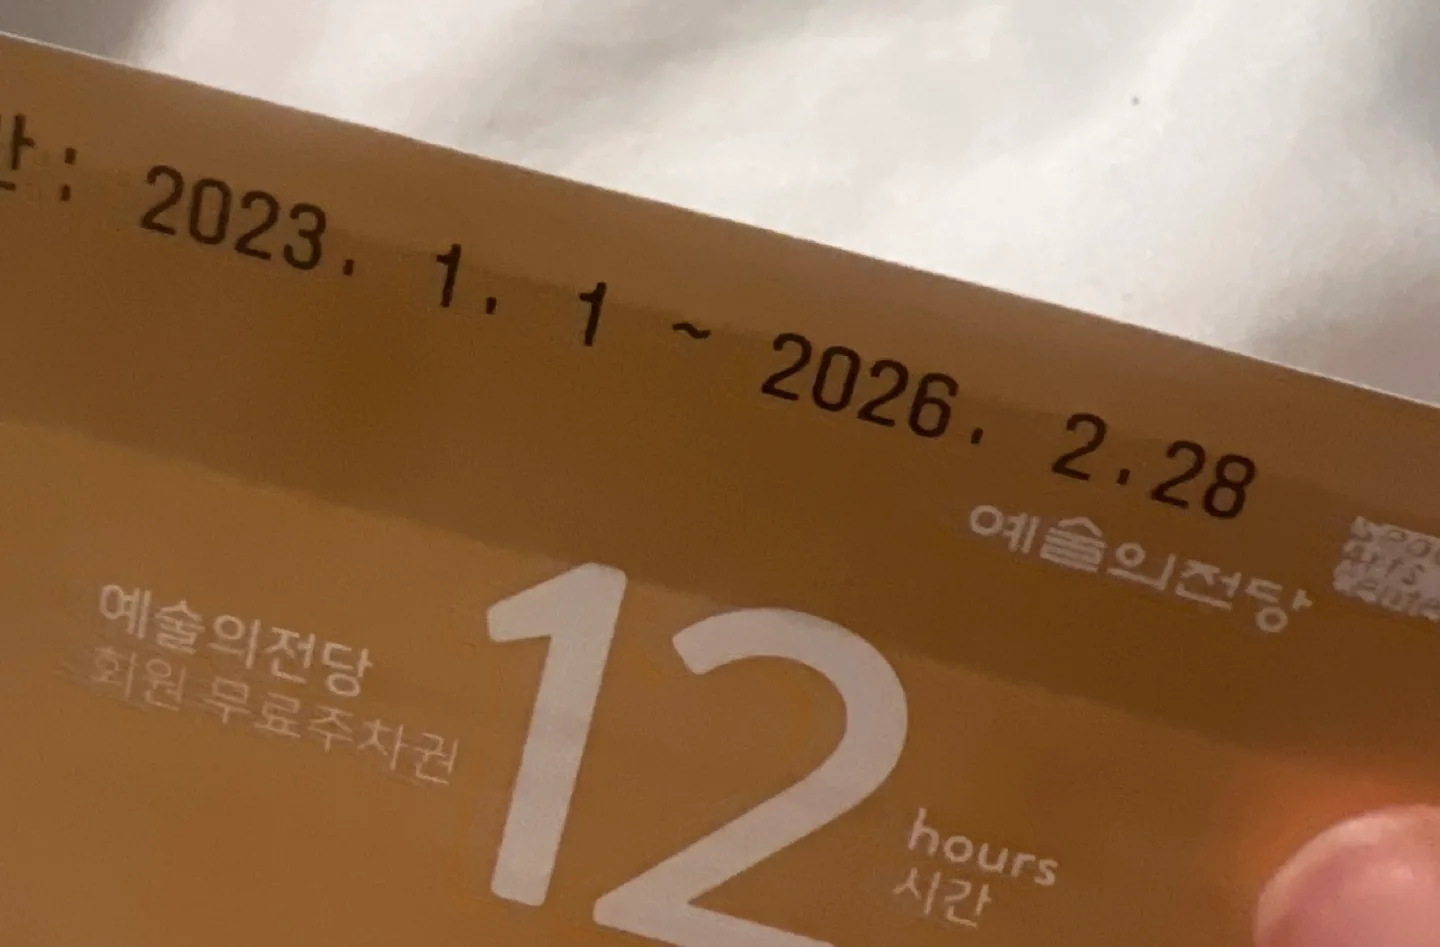 : 2023. 1. 1 ~ 2026. 2.28
예술의전당
예술의전당
회원 무료주차권
12
hours
시간